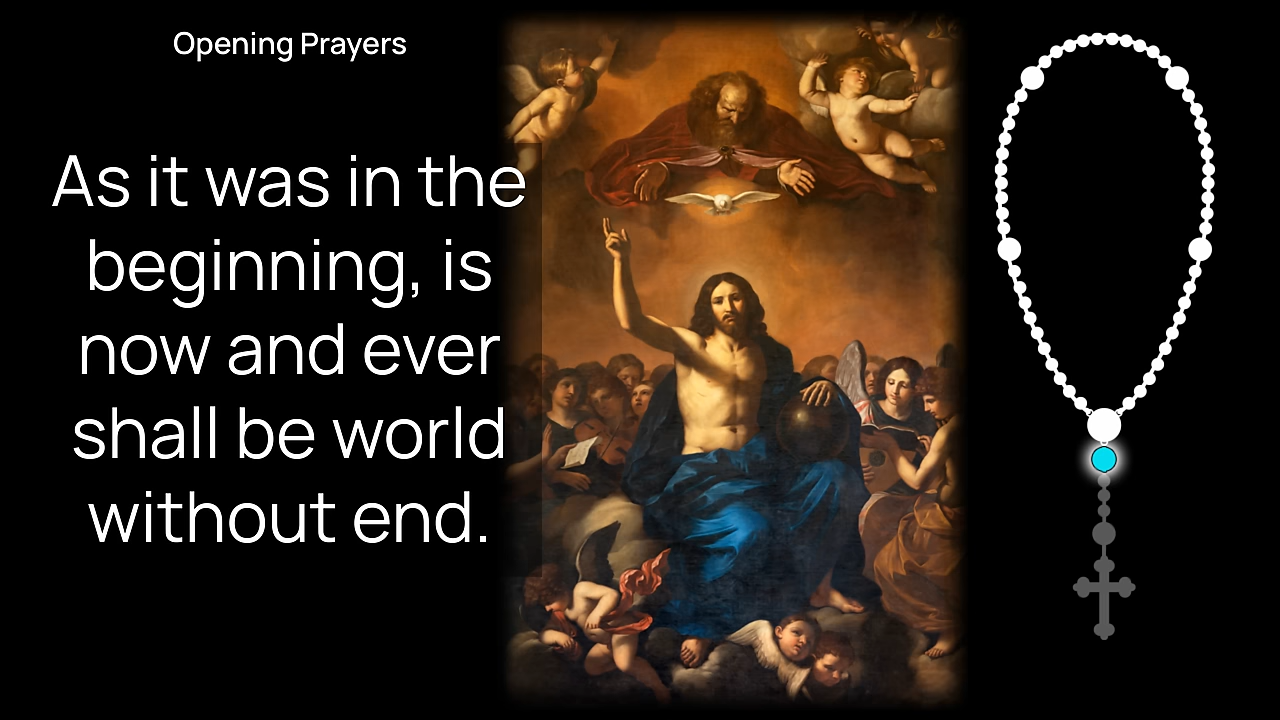 Opening Prayers
As it was in the
beginning, is
now and ever
shall be world
without end.